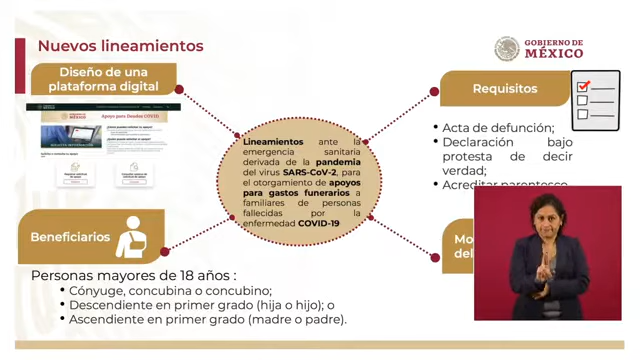 Nuevos lineamientos
GOBIERNO DE
MÉXICO
Diseño de una
plataforma digital
Apoyo para Deudos COVID
Requisitos
Acta de defunción;
Declaración bajo
protesta de decir
verdad;
Acreditar parentesco
Lineamientos ante la
emergencia sanitaria
derivada de la pandemia
del virus SARS-CoV-2, para
el otorgamiento de apoyos
para gastos funerarios a
familiares de personas
fallecidas por la
enfermedad COVID-19
Beneficiarios
Personas mayores de 18 años :
Cónyuge, concubina o concubino;
Descendiente en primer grado (hija o hijo); o
Ascendiente en primer grado (madre o padre).